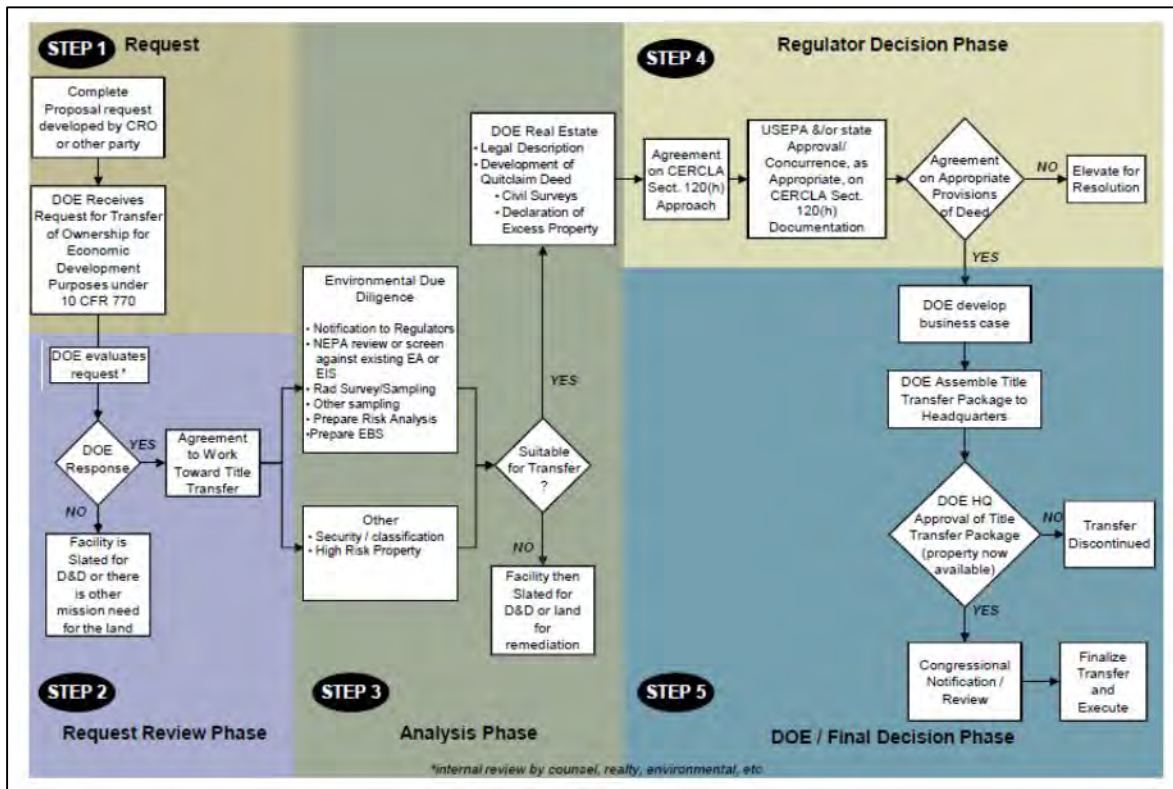 STEP 1
Request
Complete
Proposal request
developed by CRO
or other party
DOE Receives
Request for Transfer
of Ownership for
Economic
Development
Purposes under
10 CFR 770
DOE evaluates
request *
DOE
Response
YES
NO
Agreement
to Work
Toward Title
Transfer
Facility is
Slated for
D&D or there
is other
mission need
for the land
STEP 2
Request Review Phase
Environmental Due
Diligence
• Notification to Regulators
• NEPA review or screen
against existing EA or
EIS
• Rad Survey/Sampling
• Other sampling
• Prepare Risk Analysis
•Prepare EBS
Other
• Security / classification
• High Risk Property
Suitable
for Transfer
?
YES
NO
Facility then
Slated for
D&D or land
for
remediation
DOE Real Estate
• Legal Description
• Development of
Quitclaim Deed
• Civil Surveys
• Declaration of
Excess Property
STEP 3
Analysis Phase
STEP 4
Regulator Decision Phase
Agreement
on CERCLA
Sect. 120(h)
Approach
USEPA &/or state
Approval/
Concurrence, as
Appropriate, on
CERCLA Sect.
120(h)
Documentation
Agreement
on Appropriate
Provisions
of Deed
NO
Elevate for
Resolution
YES
DOE develop
business case
DOE Assemble Title
Transfer Package to
Headquarters
DOE HQ
Approval of Title
Transfer Package
(property now
available)
NO
Transfer
Discontinued
YES
Congressional
Notification /
Review
Finalize
Transfer
and
Execute
STEP 5
DOE / Final Decision Phase
*internal review by counsel, realty, environmental, etc